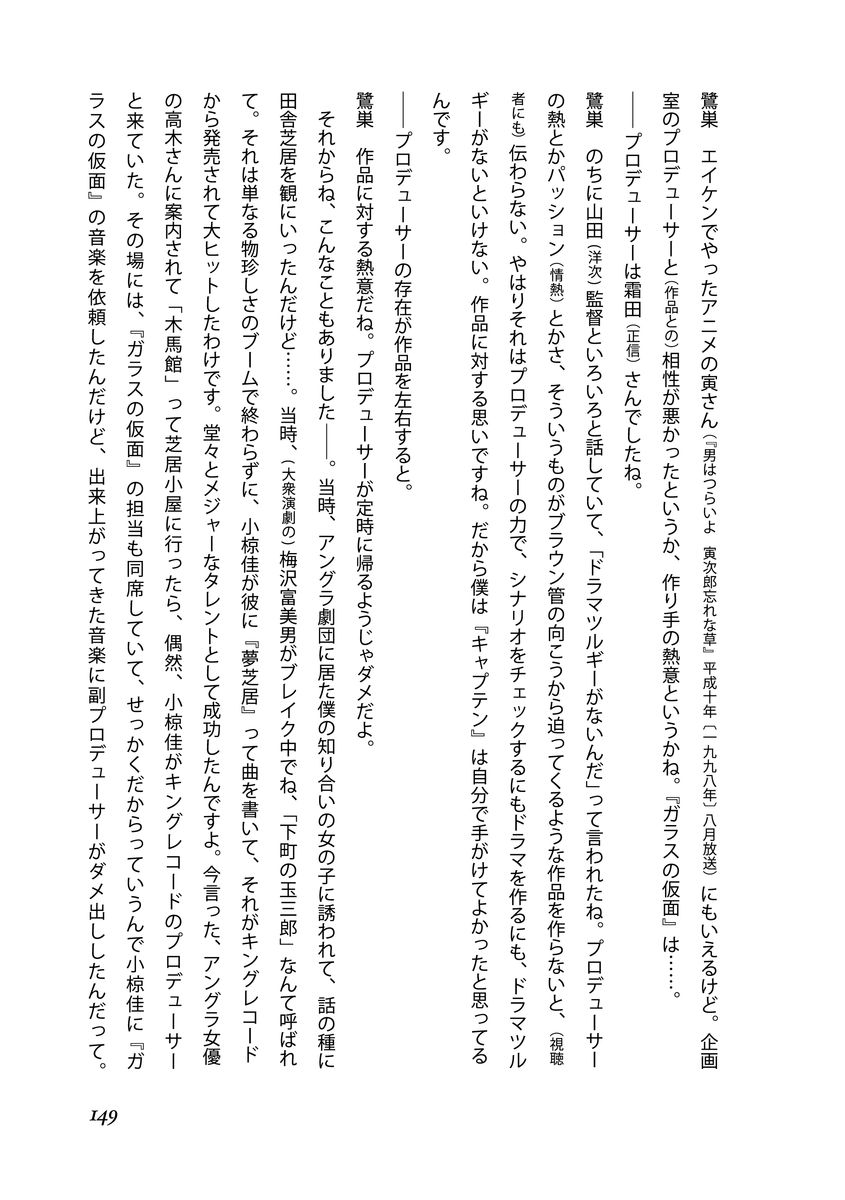 鷺巣　エイケンでやったアニメの寅さん（『男はつらいよ　寅次郎忘れな草』平成十年〔一九九八年〕八月放送）にもいえるけど。企画
室のプロデューサーと（作品との）相性が悪かったというか、作り手の熱意というかね。『ガラスの仮面』は……。
――プロデューサーは霜田（正信）さんでしたね。
鷺巣　のちに山田（洋次）監督といろいろと話していて、「ドラマツルギーがないんだ」って言われたね。プロデューサー
の熱とかパッション（情熱）とかさ、そういうものがブラウン管の向こうから迫ってくるような作品を作らないと、（視聴
者にも）伝わらない。やはりそれはプロデューサーの力で、シナリオをチェックするにもドラマを作るにも、ドラマツル
ギーがないといけない。作品に対する思いですね。だから僕は『キャプテン』は自分で手がけてよかったと思ってる
んです。
――プロデューサーの存在が作品を左右すると。
鷺巣　作品に対する熱意だね。プロデューサーが定時に帰るようじゃダメだよ。
　それからね、こんなこともありました――。当時、アングラ劇団に居た僕の知り合いの女の子に誘われて、話の種に
田舎芝居を観にいったんだけど……。当時、（大衆演劇の）梅沢富美男がブレイク中でね、「下町の玉三郎」なんて呼ばれ
て。それは単なる物珍しさのブームで終わらずに、小椋佳が彼に『夢芝居』って曲を書いて、それがキングレコード
から発売されて大ヒットしたわけです。堂々とメジャーなタレントとして成功したんですよ。今言った、アングラ女優
の高木さんに案内されて「木馬館」って芝居小屋に行ったら、偶然、小椋佳がキングレコードのプロデューサー
と来ていた。その場には、『ガラスの仮面』の担当も同席していて、せっかくだからっていうんで小椋佳に『ガ
ラスの仮面』の音楽を依頼したんだけど、出来上がってきた音楽に副プロデューサーがダメ出ししたんだって。
149